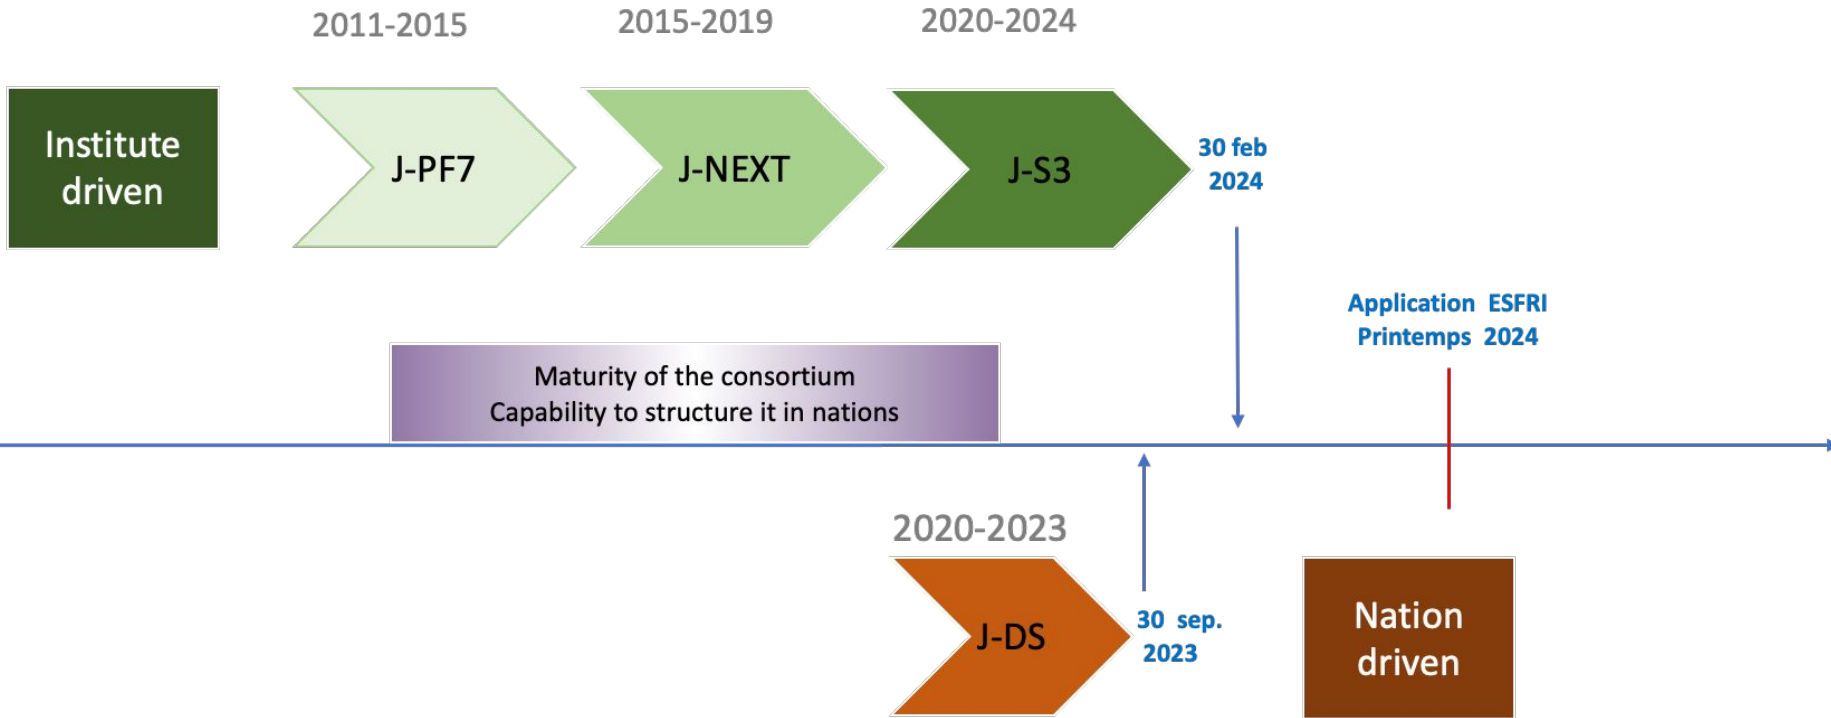 2011-2015
2015-2019
2020-2024
Institute
driven
J-PF7
J-NEXT
J-S3
30 feb
2024
Application ESFRI
Printemps 2024
Maturity of the consortium
Capability to structure it in nations
2020-2023
J-DS
30 sep.
2023
Nation
driven